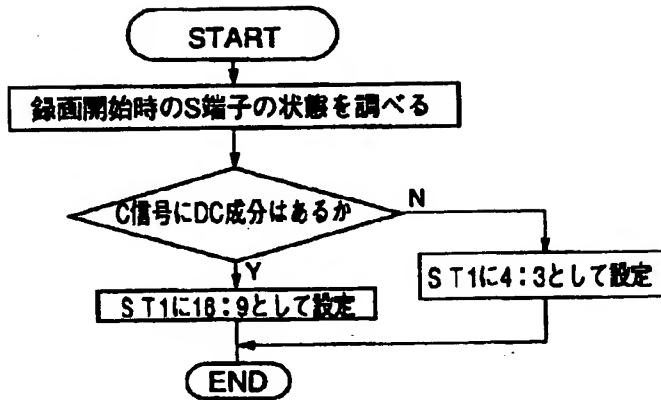 START
録画開始時のS端子の状態を調べる
C信号にDC成分はあるか
N
Y
ST1に4:3として設定
ST1に16:9として設定
END